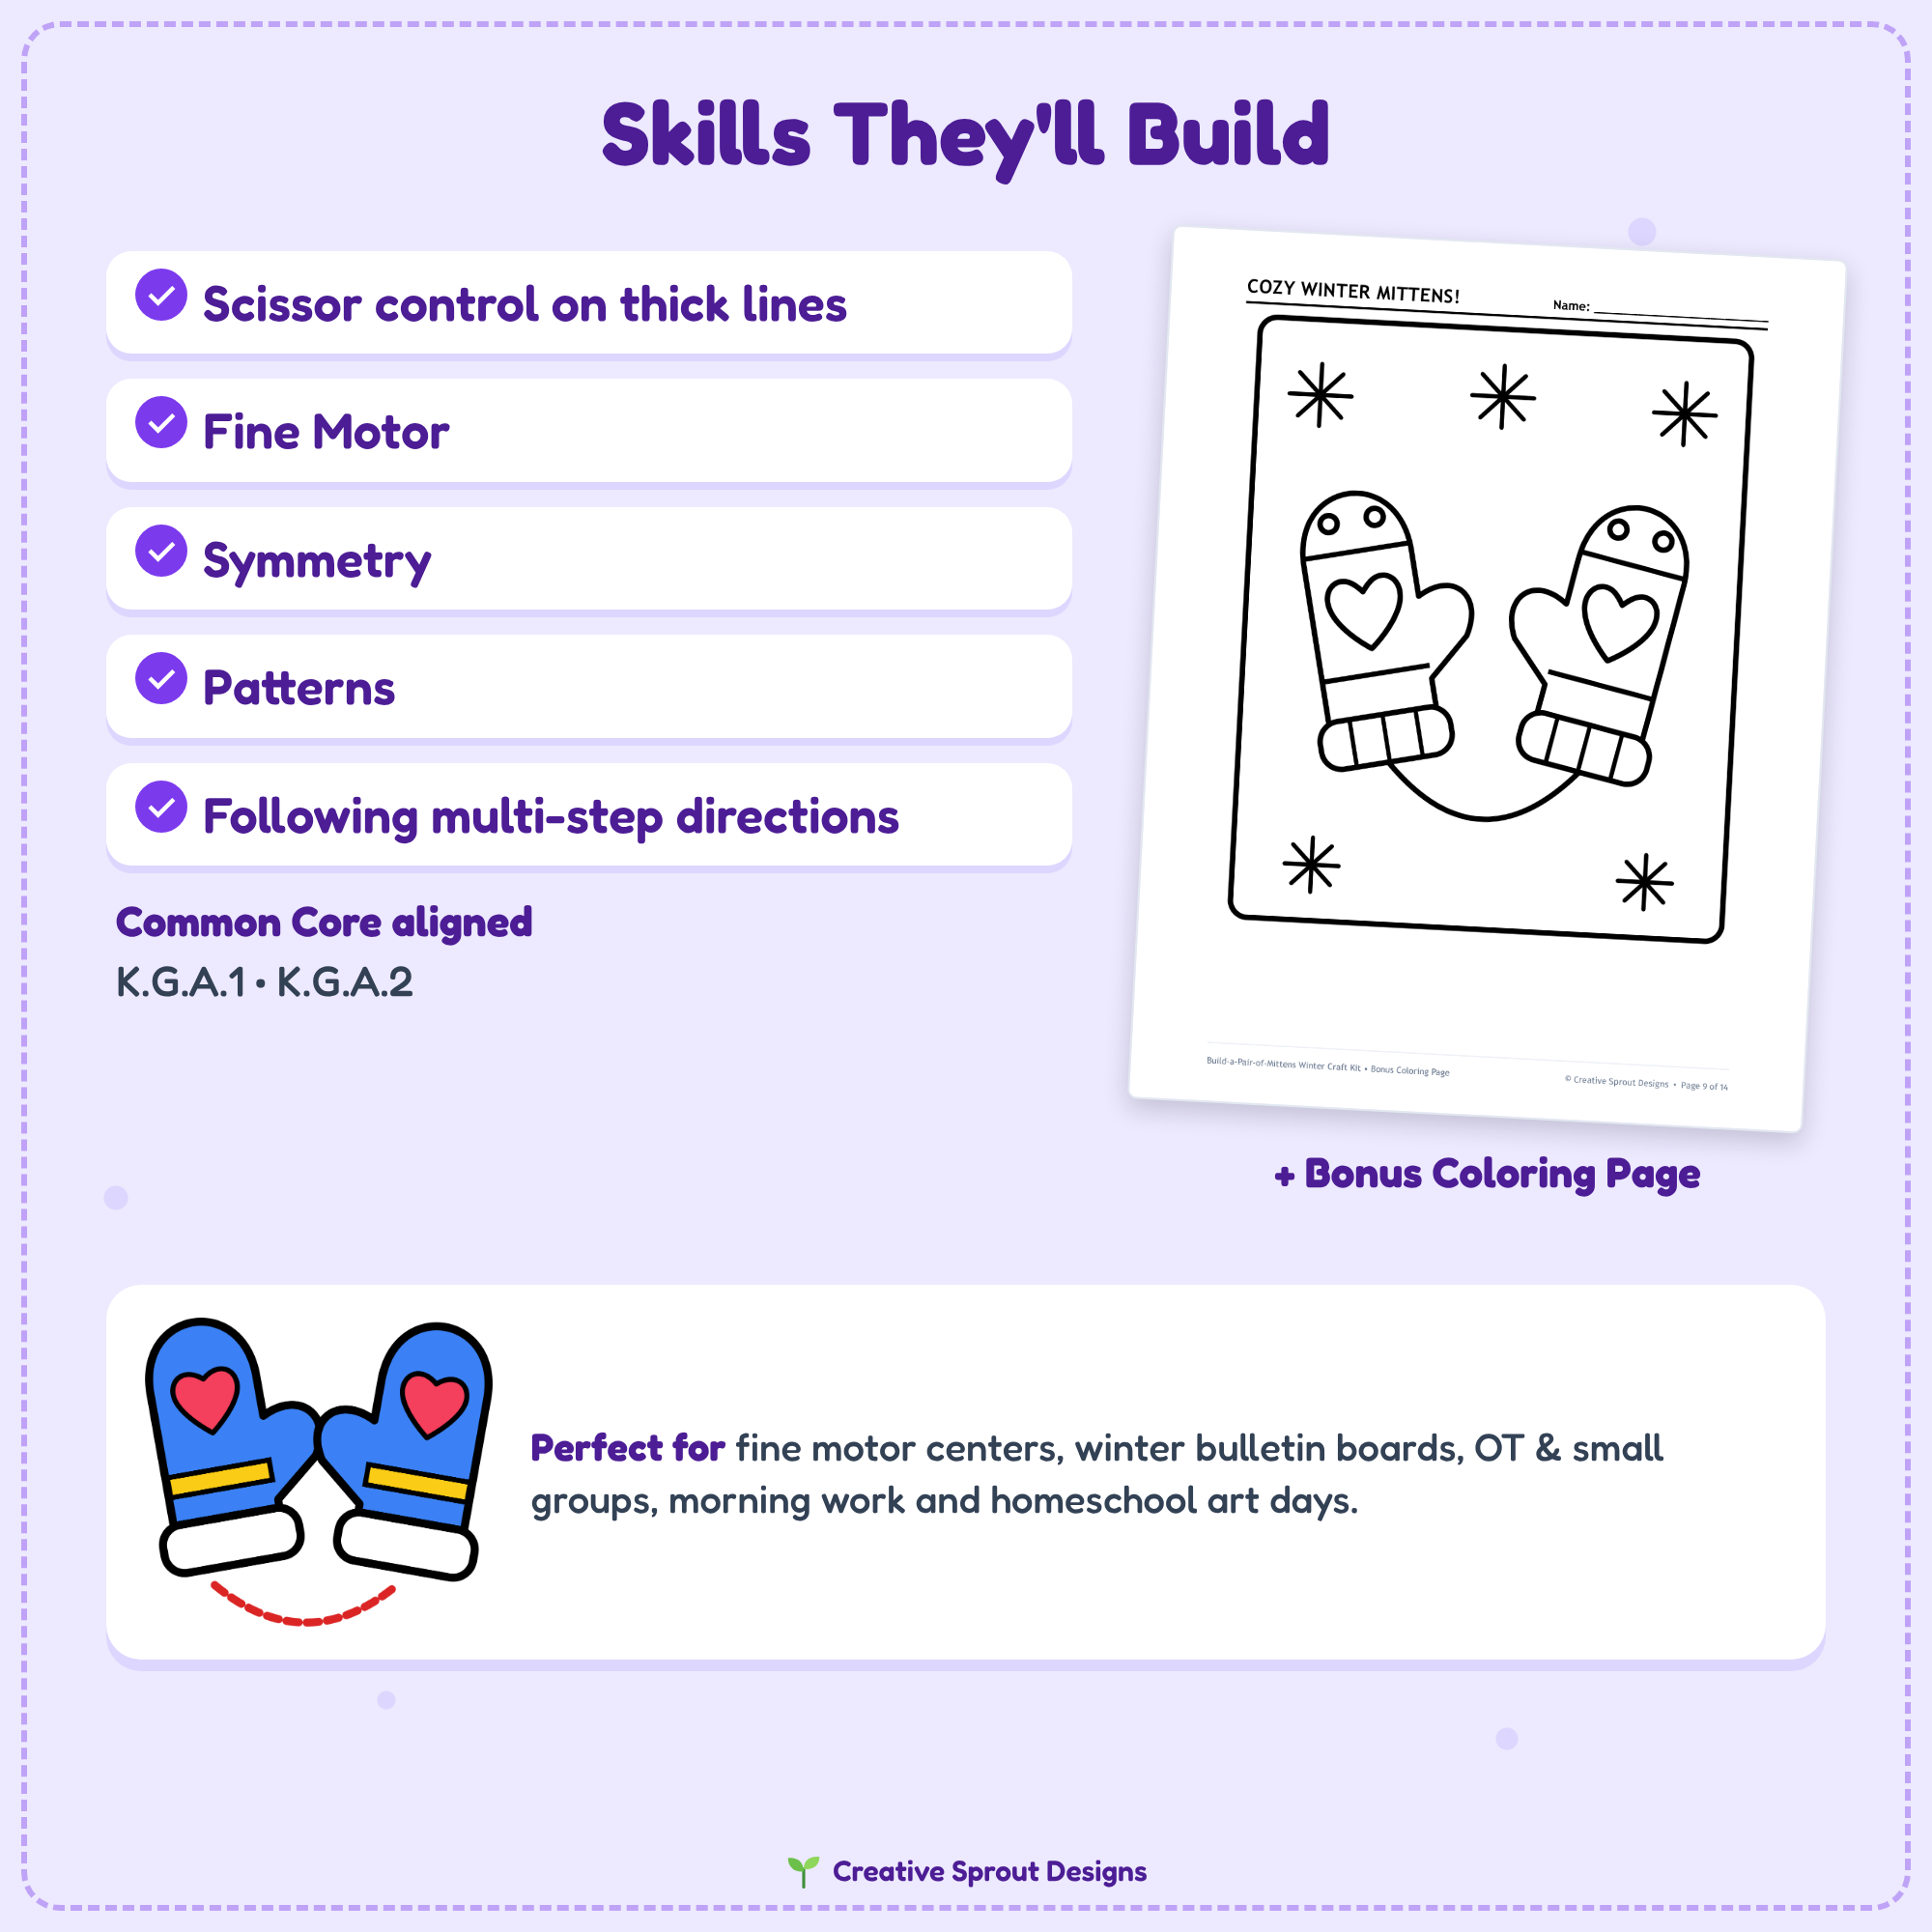 Skills They'll Build
Scissor control on thick lines
Fine Motor
Symmetry
Patterns
Following multi-step directions
Common Core aligned
K.G.A.1 • K.G.A.2
COZY WINTER MITTENS!
Name:
Build-a-Pair-of-Mittens Winter Craft Kit • Bonus Coloring Page
© Creative Sprout Designs • Page 9 of 14
+ Bonus Coloring Page
Perfect for fine motor centers, winter bulletin boards, OT & small
groups, morning work and homeschool art days.
Creative Sprout Designs